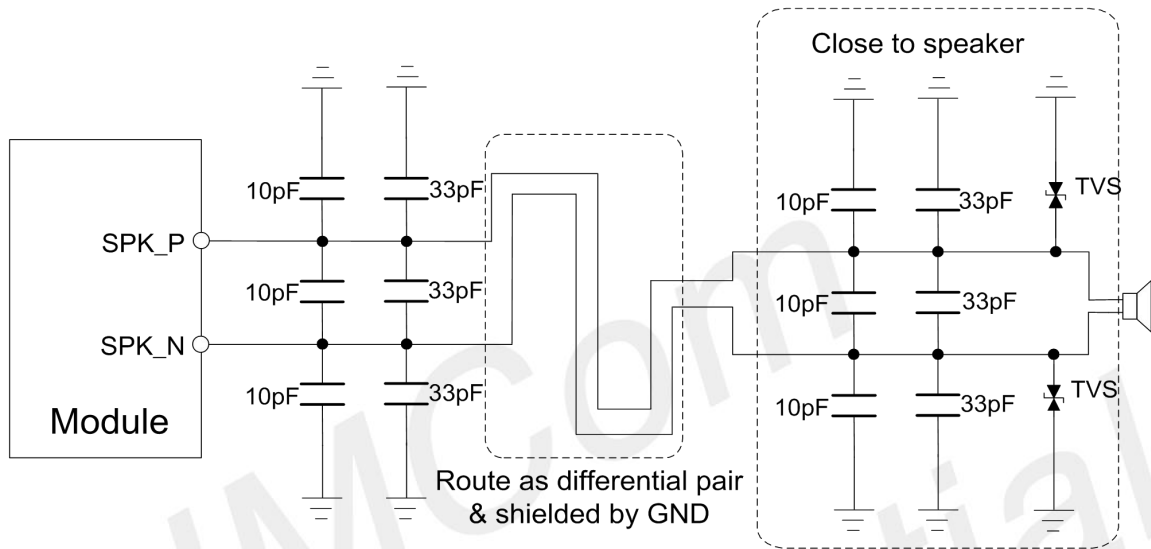 Close to speaker
10pF
33pF
10pF
33pF
TVS
SPK_P
10pF
33pF
10pF
33pF
SPK_N
10pF
33pF
10pF
33pF
TVS
Module
Route as differential pair
& shielded by GND